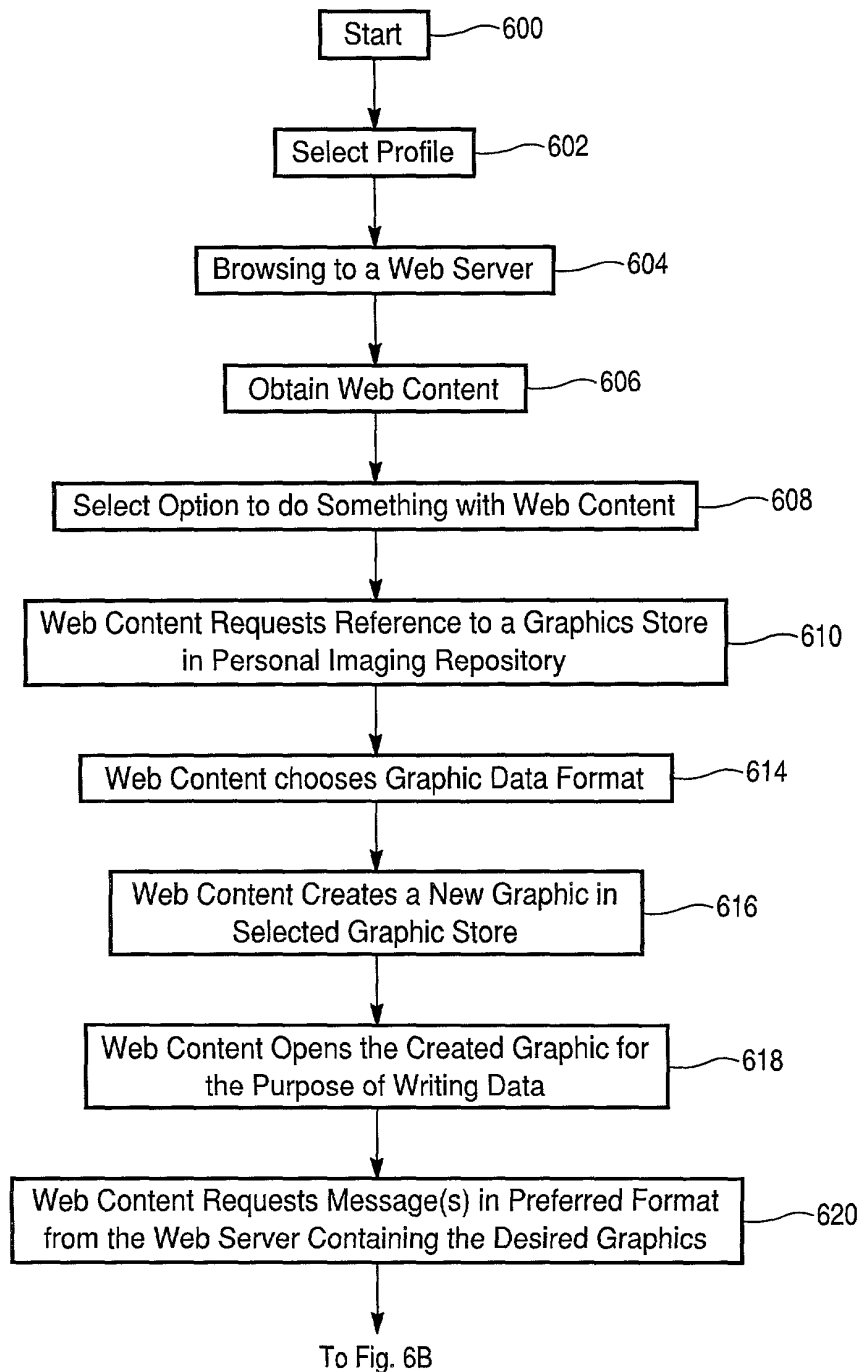 Start
600
Select Profile
602
Browsing to a Web Server
604
Obtain Web Content
606
Select Option to do Something with Web Content
608
Web Content Requests Reference to a Graphics Store
in Personal Imaging Repository
610
Web Content chooses Graphic Data Format
614
Web Content Creates a New Graphic in
Selected Graphic Store
616
Web Content Opens the Created Graphic for
the Purpose of Writing Data
618
Web Content Requests Message(s) in Preferred Format
from the Web Server Containing the Desired Graphics
620
To Fig. 6B